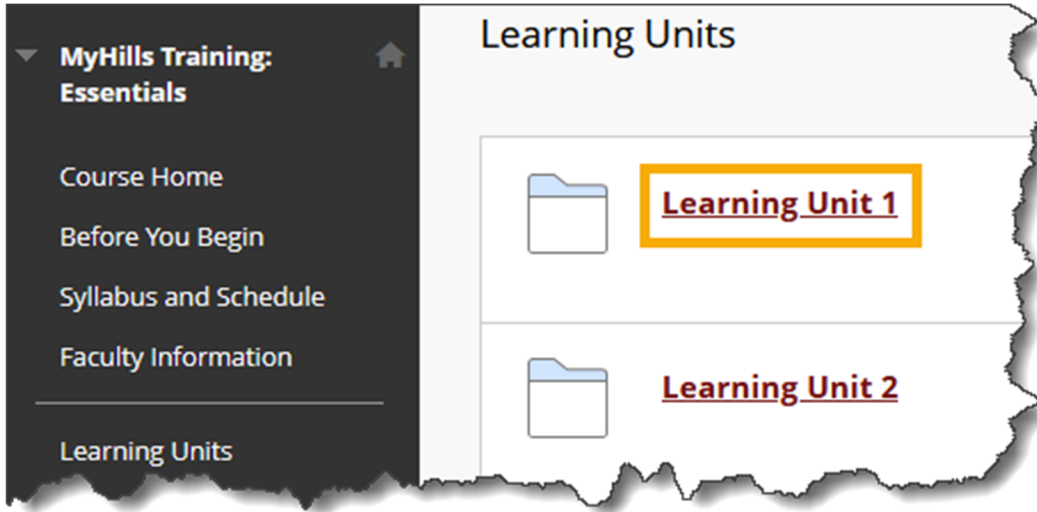 MyHills Training:
Essentials
Course Home
Before You Begin
Syllabus and Schedule
Faculty Information
Learning Units
Learning Units
Learning Unit 1
Learning Unit 2